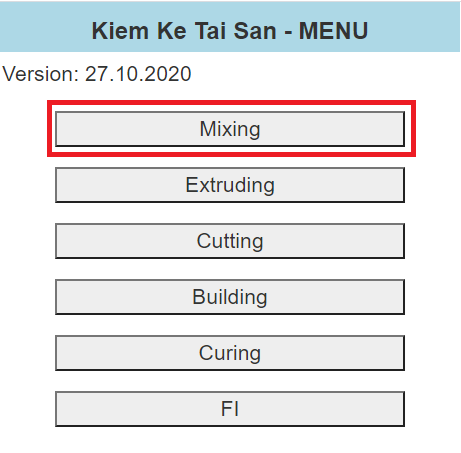 Kiem Ke Tai San - MENU
Version: 27.10.2020
Mixing
Extruding
Cutting
Building
Curing
FI